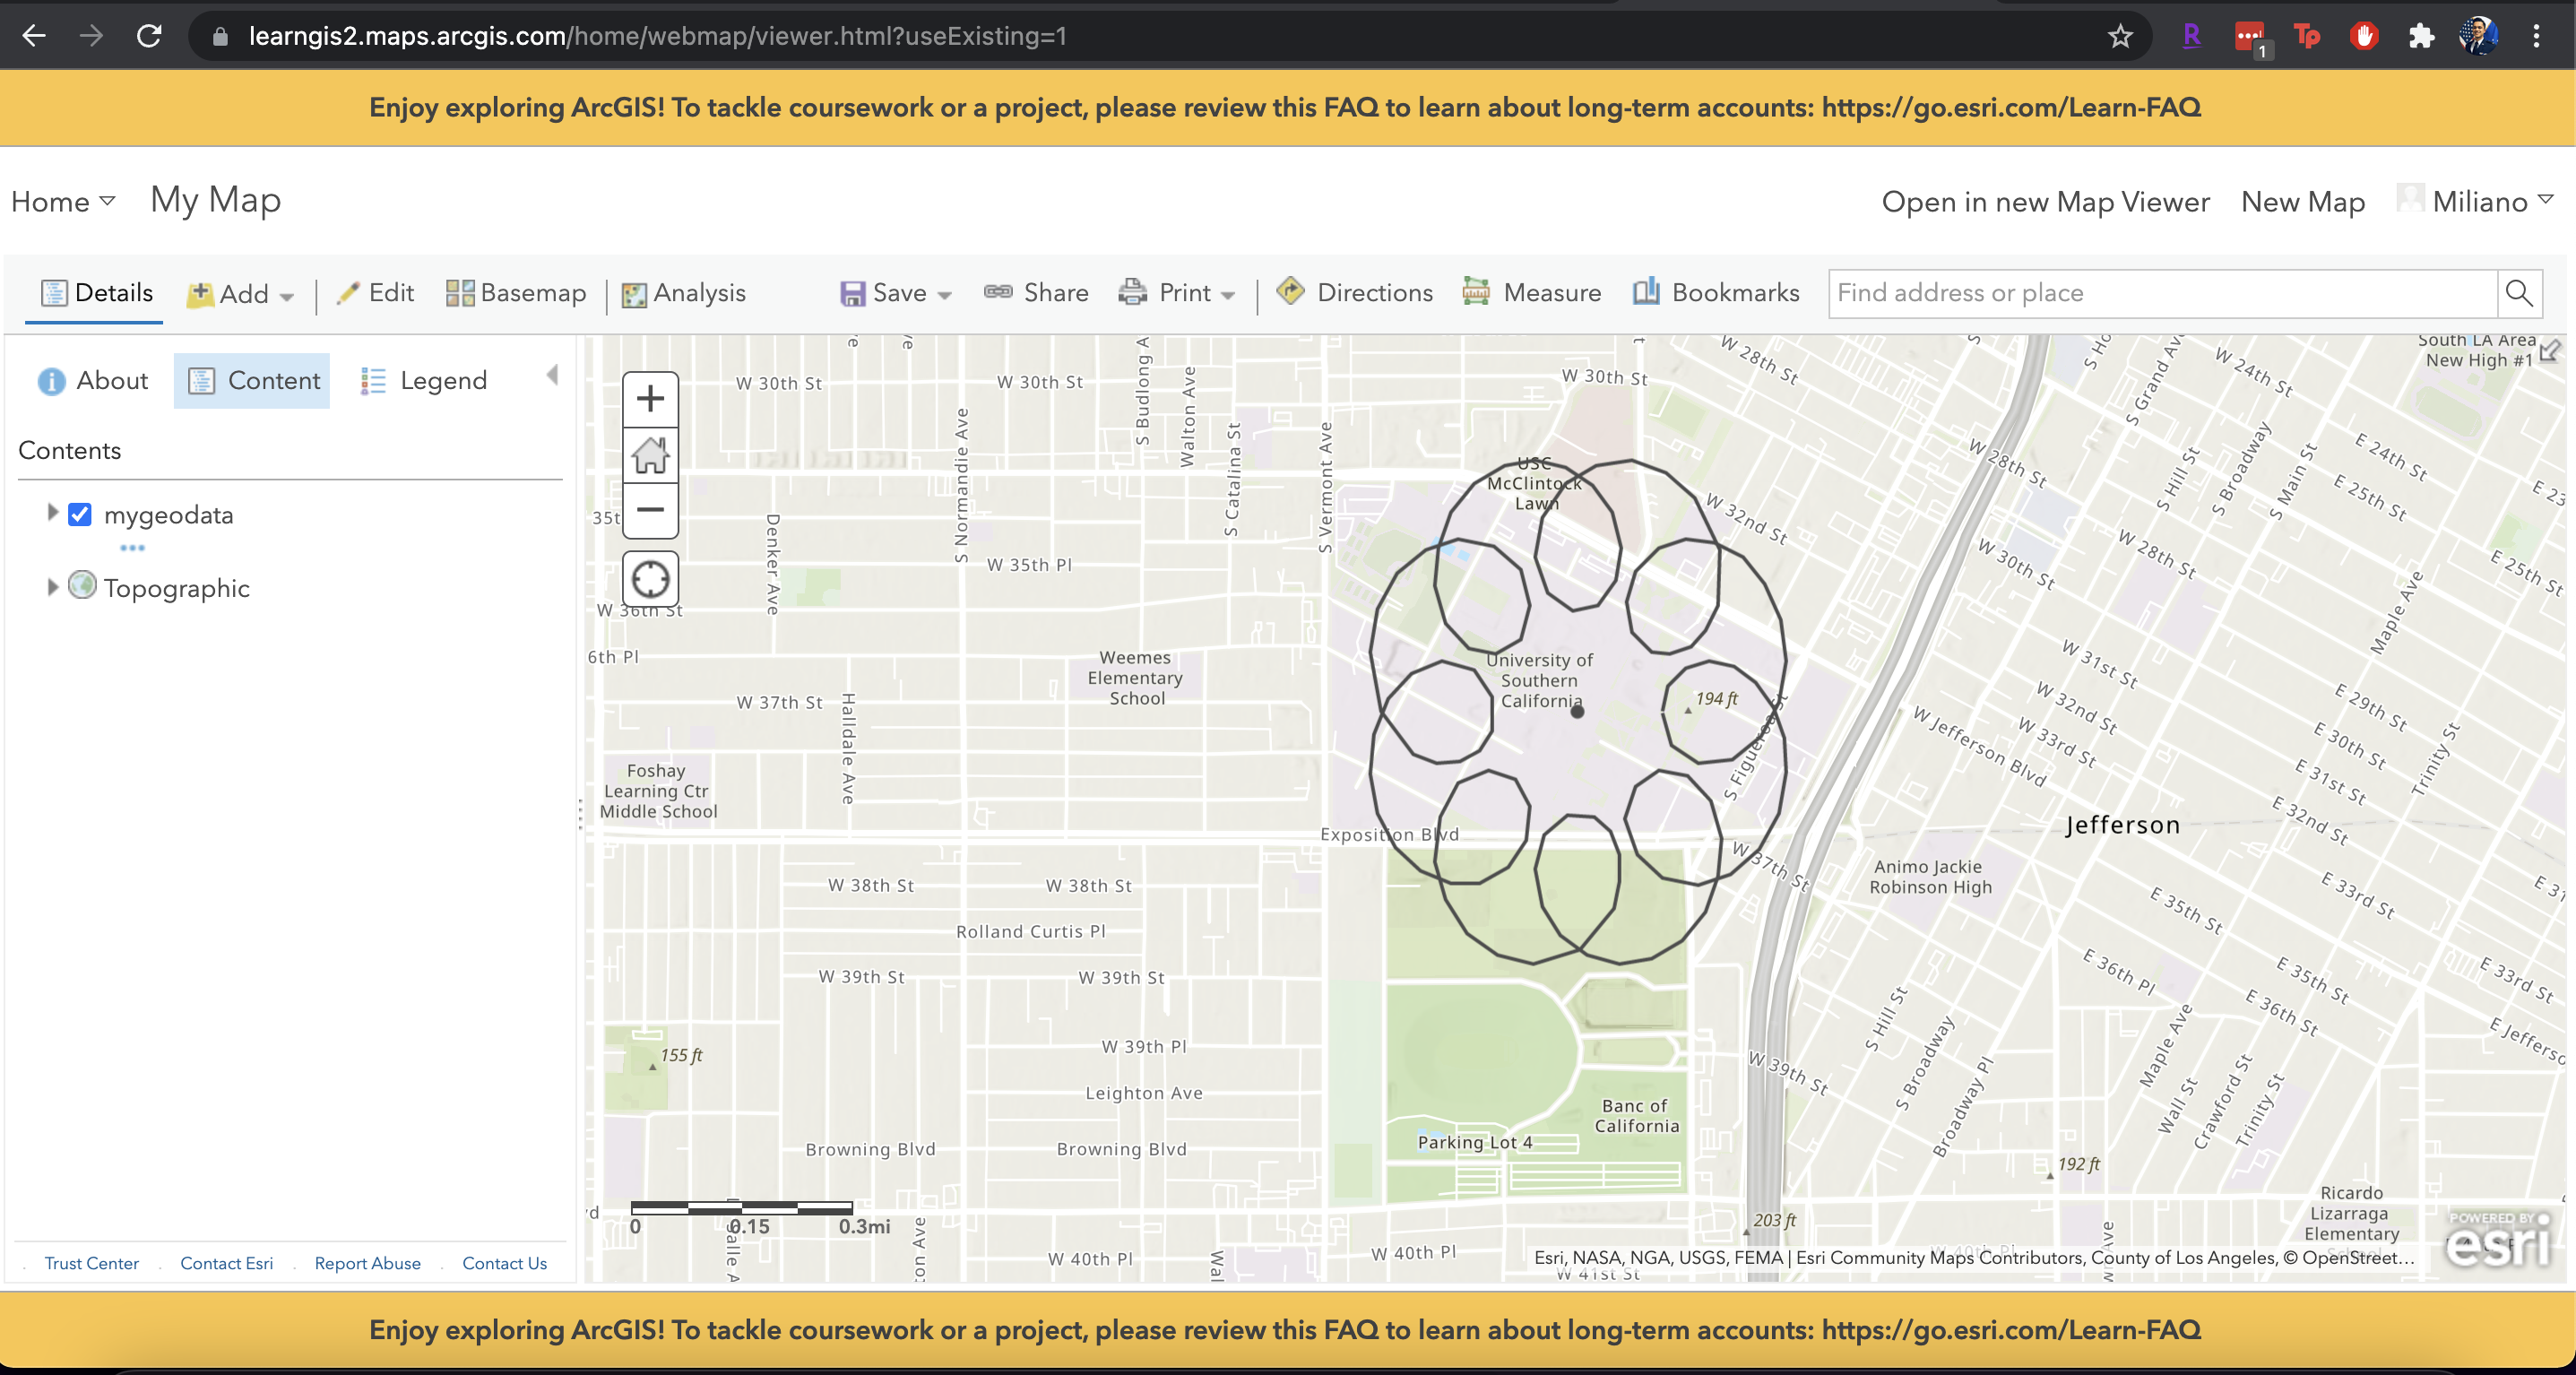 learngis2.maps.arcgis.com/home/webmap/viewer.html?useExisting=1
R
Tp
1
Enjoy exploring ArcGIS! To tackle coursework or a project, please review this FAQ to learn about long-term accounts: https://go.esri.com/Learn-FAQ
Home
My Map
Open in new Map Viewer
New Map
Miliano
Details
Add
Edit
Basemap
Analysis
Save
Share
Print
Directions
Measure
Bookmarks
Find address or place
About
Content
Legend
Contents
mygeodata
Topographic
W 30th St
W 30th St
W 30th St
W 28th St
South LA Area
New High #1
S Budlong A
Walton Ave
S Catalina St
S Vermont Ave
S Normandie Ave
Denker Ave
S Grand Ave
W 24th St
E 24th St
E 25th St
E 25th St
W 28th St
W 28th St
S Hill St
S Broadway
S Main St
USC
McClintock
Lawn
W 32nd St
W 30th St
35t
W 35th Pl
W 36th St
6th Pl
Weemes
Elementary
School
University of
Southern
California
194 ft
Maple Ave
W 31st St
W 32nd St
W 33rd St
W Jefferson Blvd
E 29th St
E 30th St
E 31st St
E 32nd St
Trinity St
W 37th St
Halldale Ave
S Figueroa St
Foshay
Learning Ctr
Middle School
Exposition Blvd
Jefferson
W 37th St
Animo Jackie
Robinson High
E 33rd St
E 35th St
W 38th St
W 38th St
Rolland Curtis Pl
W 39th St
W 39th St
E 36th Pl
E 35th St
E 33rd St
E 36th St
E Jefferso
W 39th Pl
155 ft
Leighton Ave
W 39th St
S Hill St
S Broadway
Broadway Pl
Maple Ave
Wall St
Crawford St
Trinity St
Banc of
California
Parking Lot 4
Browning Blvd
Browning Blvd
192 ft
203 ft
Ricardo
Lizarraga
Elementary
0
0.15
0.3mi
W 40th Pl
W 40th Pl
W 41st St
Esri, NASA, NGA, USGS, FEMA | Esri Community Maps Contributors, County of Los Angeles, © OpenStreet...
POWERED BY
esri
Trust Center
Contact Esri
Report Abuse
Contact Us
Enjoy exploring ArcGIS! To tackle coursework or a project, please review this FAQ to learn about long-term accounts: https://go.esri.com/Learn-FAQ